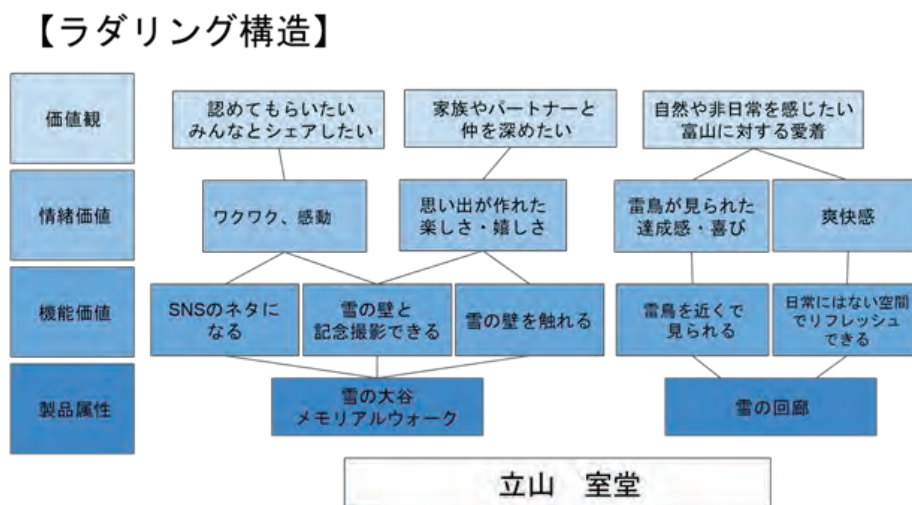 【ラダリング構造】
価値観
認めてもらいたい
みんなとシェアしたい
家族やパートナーと
仲を深めたい
自然や非日常を感じたい
富山に対する愛着
情緒価値
ワクワク、感動
思い出が作れた
楽しさ・嬉しさ
雷鳥が見られた
達成感・喜び
爽快感
機能価値
SNSのネタに
なる
雪の壁と
記念撮影できる
雪の壁を触れる
雷鳥を近くで
見られる
日常にはない空間
でリフレッシュ
できる
製品属性
雪の大谷
メモリアルウォーク
雪の回廊
立山 室堂